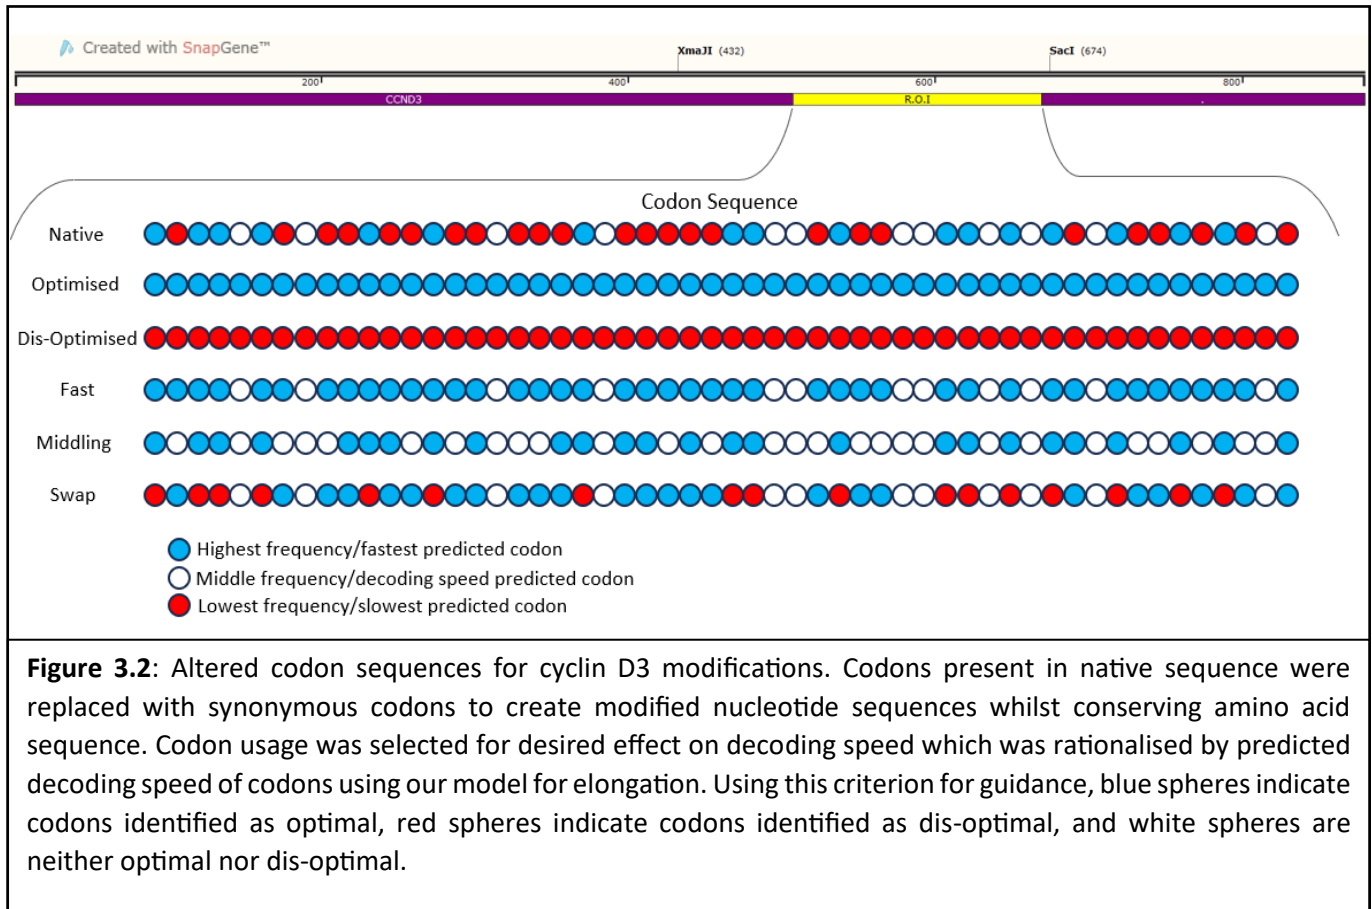 Created with SnapGene™
XmaJI (432)
SacI (674)
200
400
600
800
CCND3
R.O.I
.
Codon Sequence
Native
Optimised
Dis-Optimised
Fast
Middling
Swap
Highest frequency/fastest predicted codon
Middle frequency/decoding speed predicted codon
Lowest frequency/slowest predicted codon
Figure 3.2: Altered codon sequences for cyclin D3 modifications. Codons present in native sequence were
replaced with synonymous codons to create modified nucleotide sequences whilst conserving amino acid
sequence. Codon usage was selected for desired effect on decoding speed which was rationalised by predicted
decoding speed of codons using our model for elongation. Using this criterion for guidance, blue spheres indicate
codons identified as optimal, red spheres indicate codons identified as dis-optimal, and white spheres are
neither optimal nor dis-optimal.